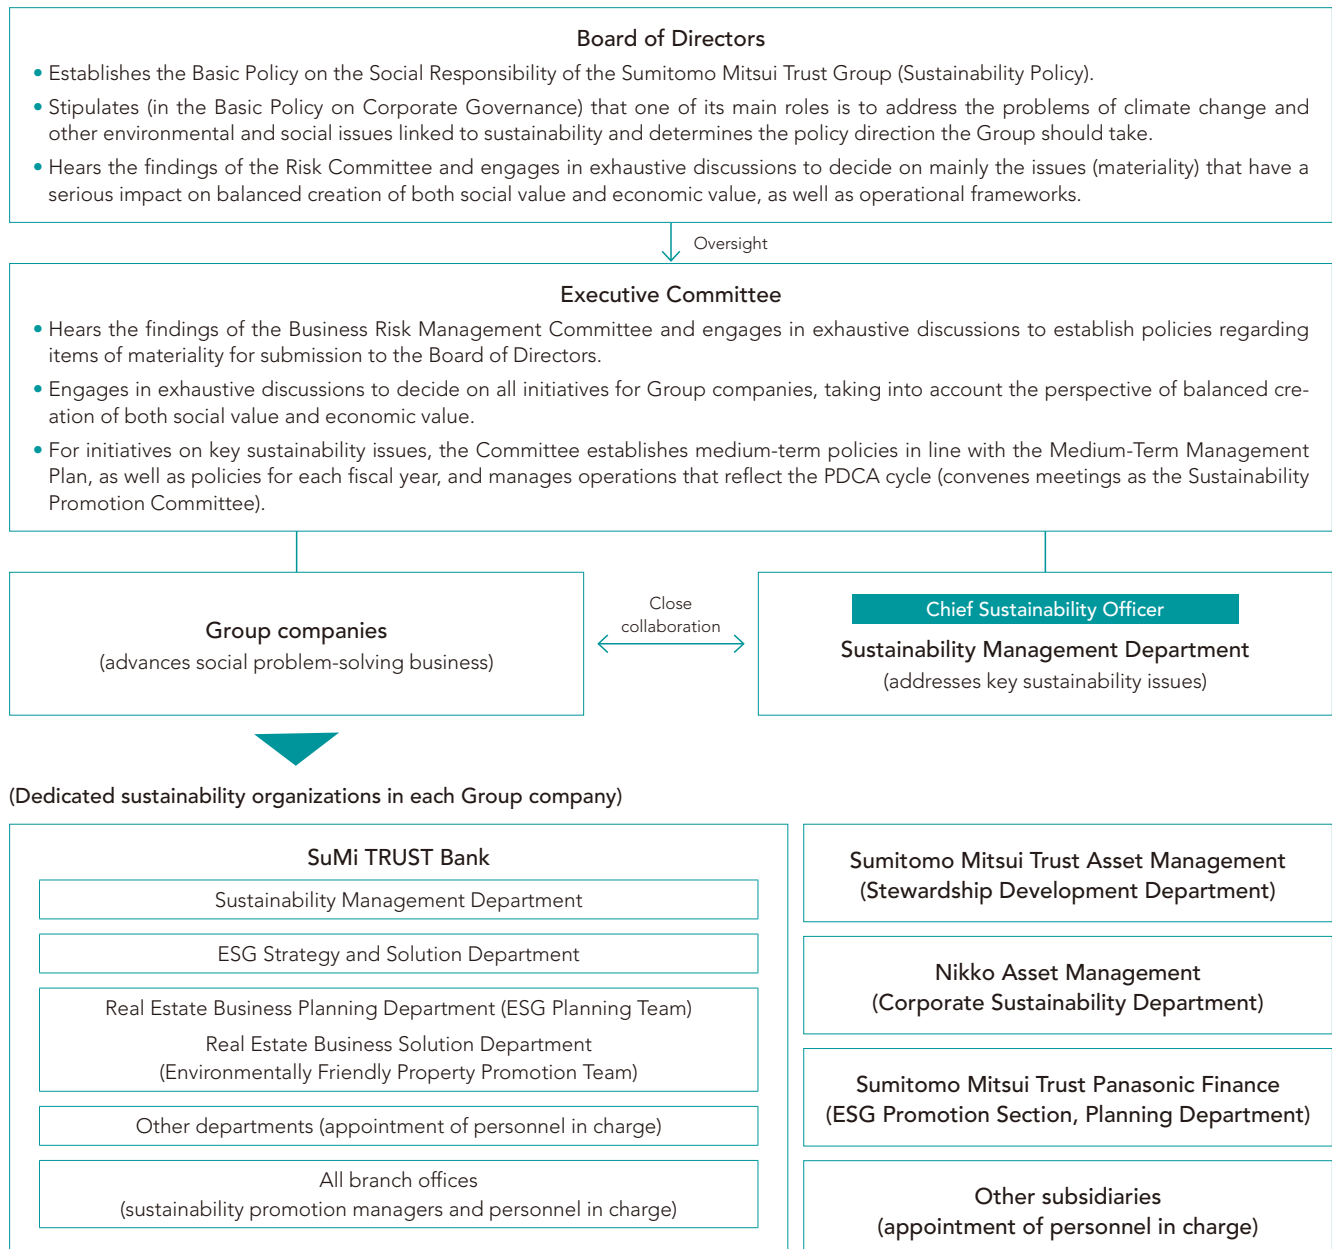 Board of Directors
• Establishes the Basic Policy on the Social Responsibility of the Sumitomo Mitsui Trust Group (Sustainability Policy).
• Stipulates (in the Basic Policy on Corporate Governance) that one of its main roles is to address the problems of climate change and
other environmental and social issues linked to sustainability and determines the policy direction the Group should take.
• Hears the findings of the Risk Committee and engages in exhaustive discussions to decide on mainly the issues (materiality) that have a
serious impact on balanced creation of both social value and economic value, as well as operational frameworks.
Oversight
Executive Committee
• Hears the findings of the Business Risk Management Committee and engages in exhaustive discussions to establish policies regarding
items of materiality for submission to the Board of Directors.
• Engages in exhaustive discussions to decide on all initiatives for Group companies, taking into account the perspective of balanced cre-
ation of both social value and economic value.
• For initiatives on key sustainability issues, the Committee establishes medium-term policies in line with the Medium-Term Management
Plan, as well as policies for each fiscal year, and manages operations that reflect the PDCA cycle (convenes meetings as the Sustainability
Promotion Committee).
Group companies
(advances social problem-solving business)
Close
collaboration
Chief Sustainability Officer
Sustainability Management Department
(addresses key sustainability issues)
(Dedicated sustainability organizations in each Group company)
SuMi TRUST Bank
Sustainability Management Department
ESG Strategy and Solution Department
Real Estate Business Planning Department (ESG Planning Team)
Real Estate Business Solution Department
(Environmentally Friendly Property Promotion Team)
Other departments (appointment of personnel in charge)
All branch offices
(sustainability promotion managers and personnel in charge)
Sumitomo Mitsui Trust Asset Management
(Stewardship Development Department)
Nikko Asset Management
(Corporate Sustainability Department)
Sumitomo Mitsui Trust Panasonic Finance
(ESG Promotion Section, Planning Department)
Other subsidiaries
(appointment of personnel in charge)